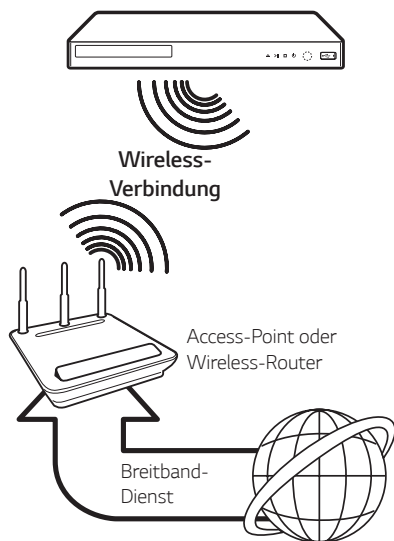 Wireless-
Verbindung
Access-Point oder
Wireless-Router
Breitband-
Dienst